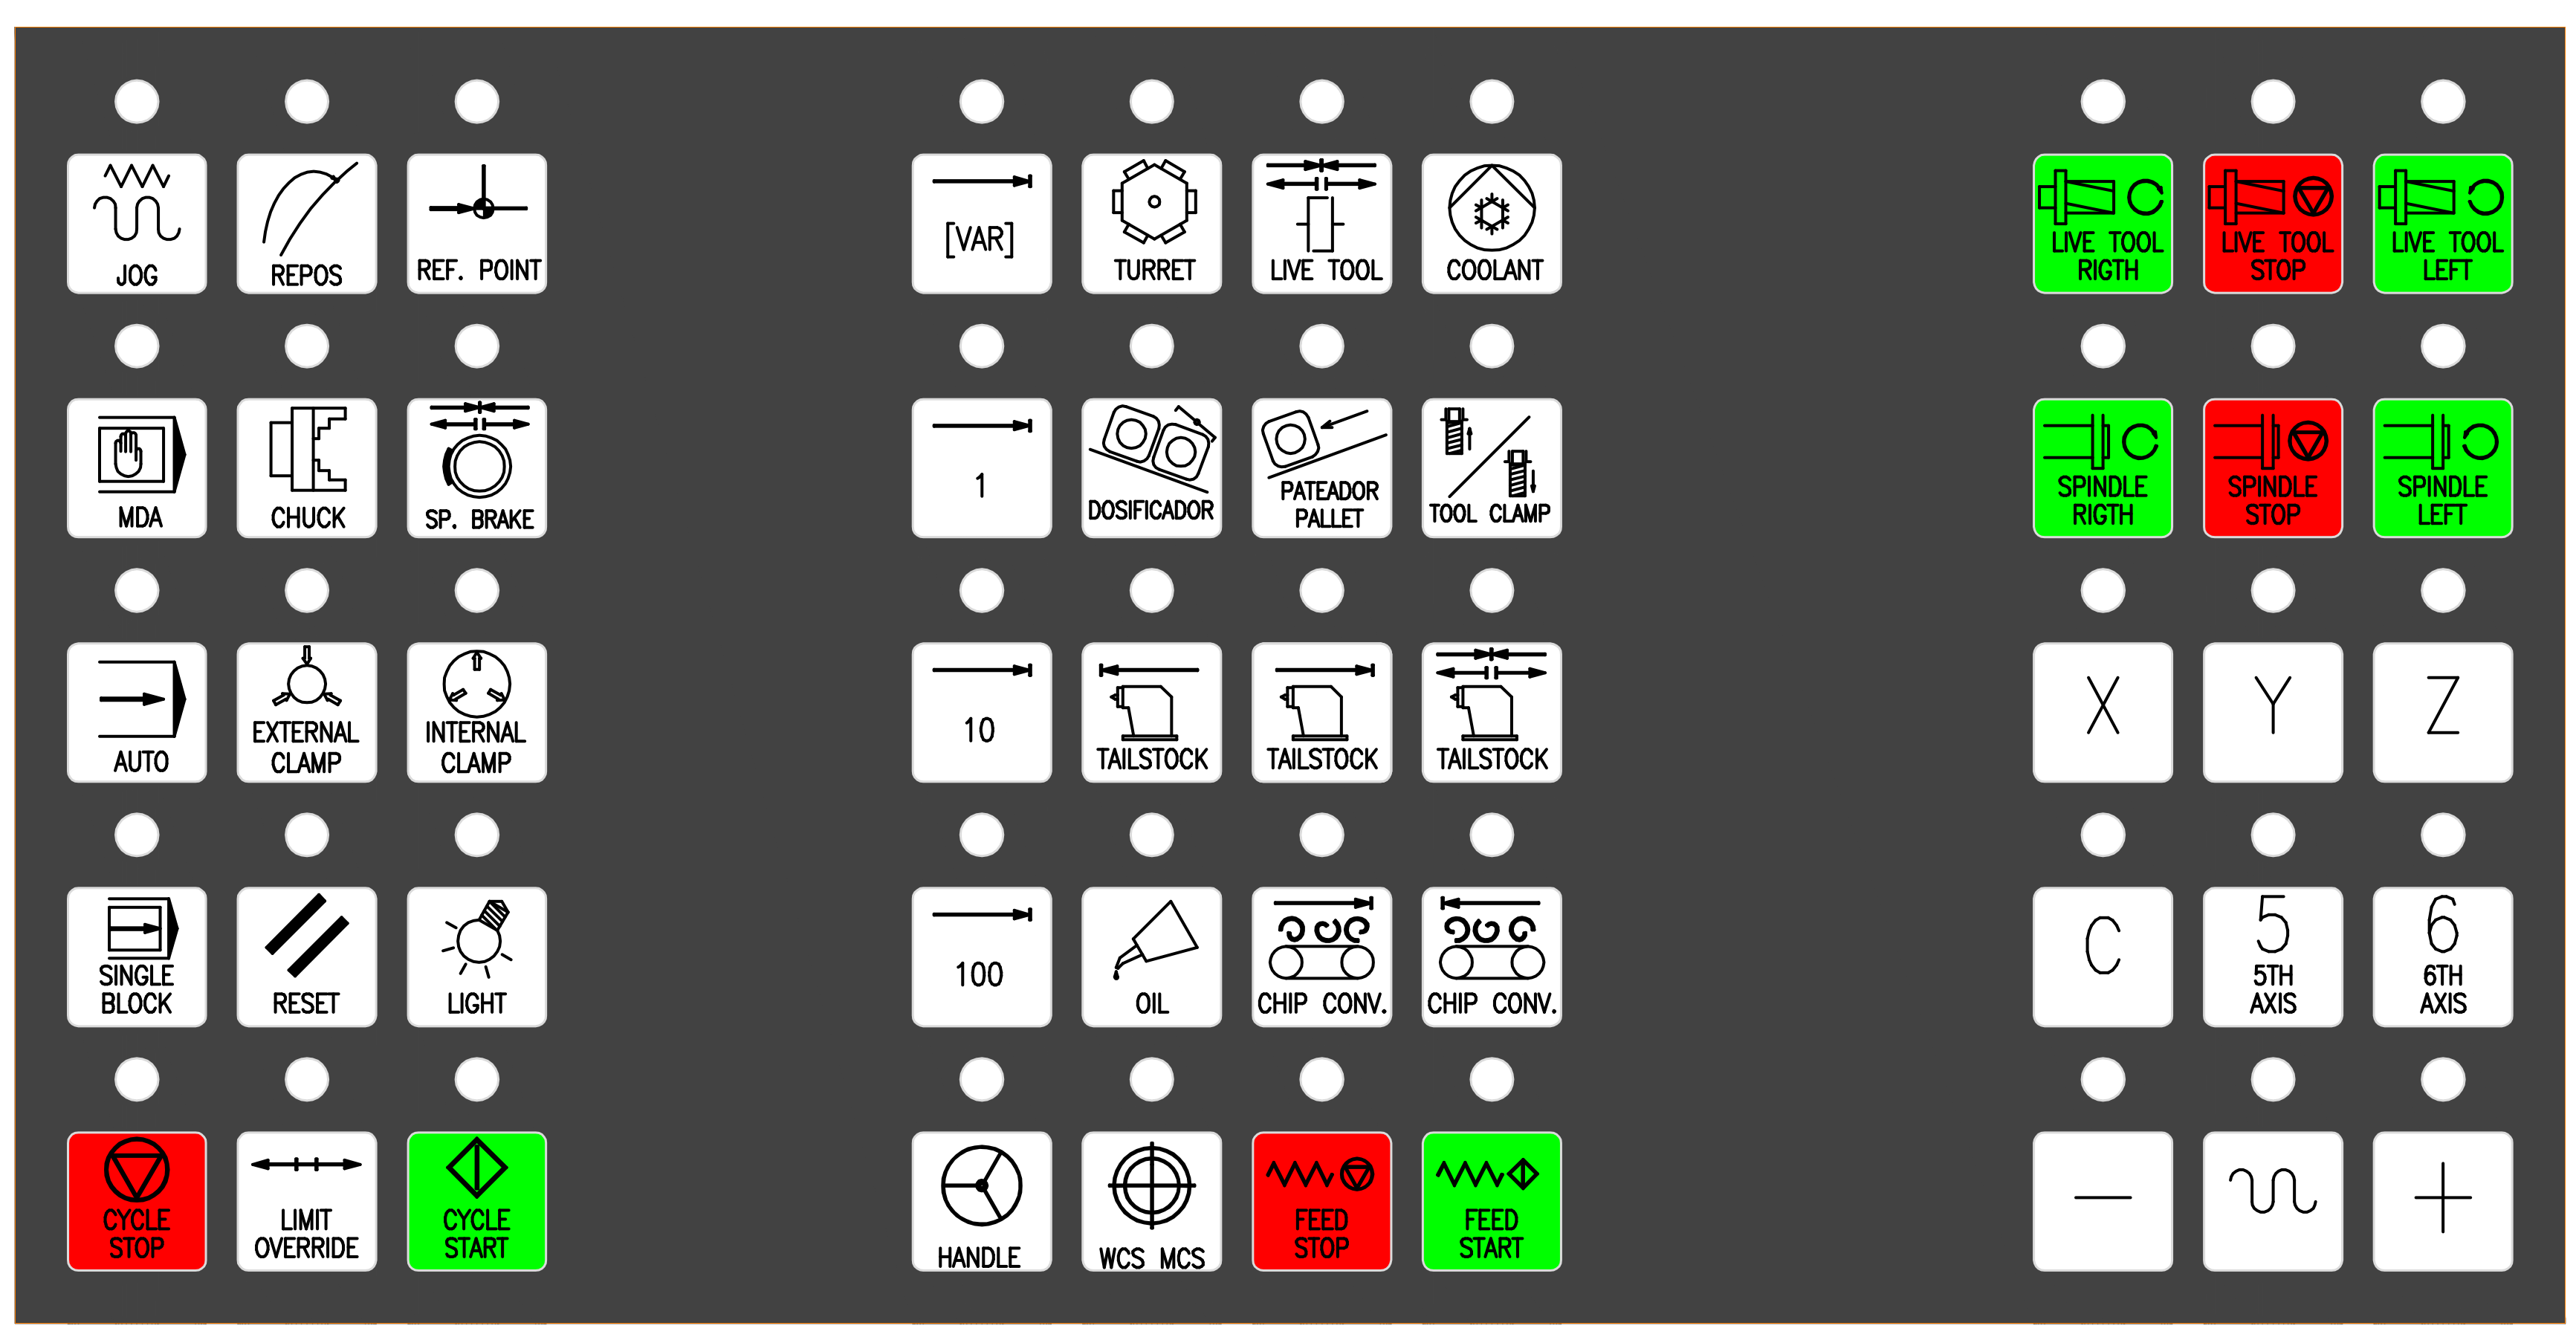 JOG
REPOS
REF. POINT
[VAR]
TURRET
LIVE TOOL
COOLANT
LIVE TOOL
RIGTH
LIVE TOOL
STOP
LIVE TOOL
LEFT
MDA
CHUCK
SP. BRAKE
1
DOSIFICADOR
PATEADOR
PALLET
TOOL CLAMP
SPINDLE
RIGTH
SPINDLE
STOP
SPINDLE
LEFT
AUTO
EXTERNAL
CLAMP
INTERNAL
CLAMP
10
TAILSTOCK
TAILSTOCK
TAILSTOCK
X
Y
Z
SINGLE
BLOCK
RESET
LIGHT
100
OIL
CHIP CONV.
CHIP CONV.
C
5
5TH
AXIS
6
6TH
AXIS
CYCLE
STOP
LIMIT
OVERRIDE
CYCLE
START
HANDLE
WCS MCS
FEED
STOP
FEED
START
—
+